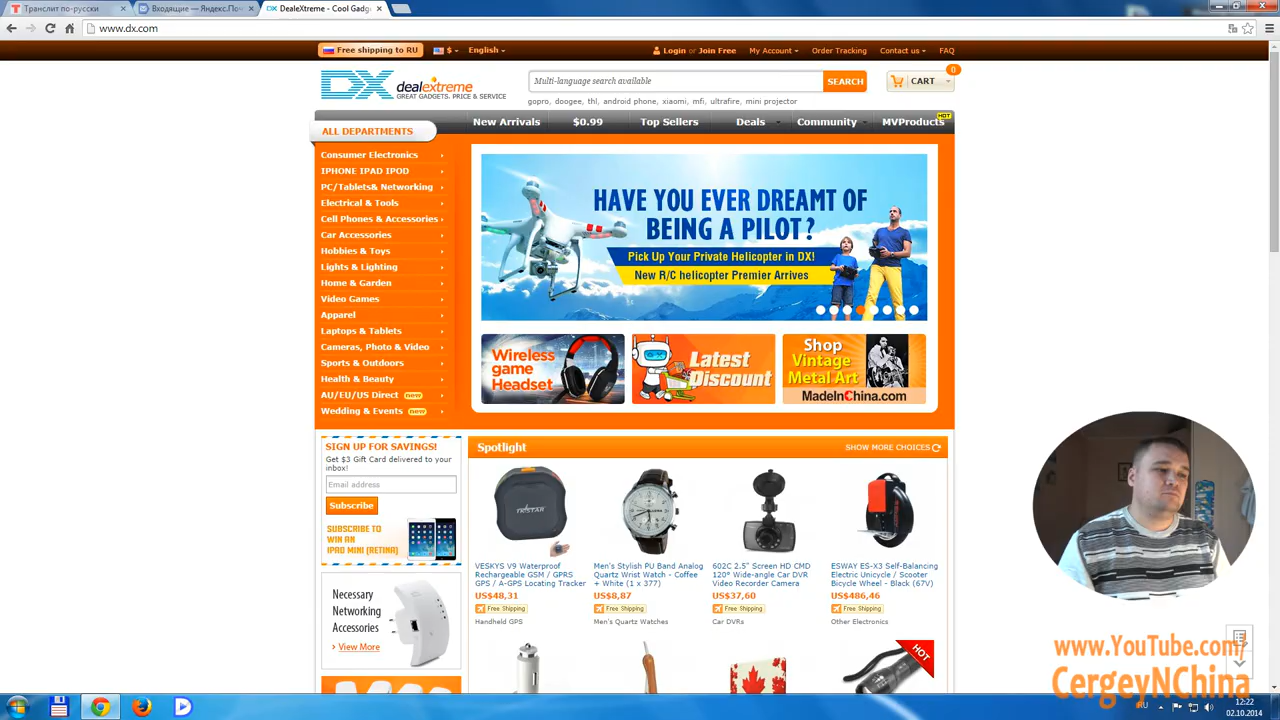 Транслит по-русски
Входящие — Яндекс.По
DealeXtreme - Cool Gadg
www.dx.com
Free shipping to RU
$
English
Login or Join Free
My Account
Order Tracking
Contact us
FAQ
DX dealextreme
GREAT GADGETS. PRICE & SERVICE
Multi-language search available
SEARCH
CART
0
gopro, doogee, thl, android phone, xiaomi, mfi, ultrafire, mini projector
ALL DEPARTMENTS
New Arrivals
$0.99
Top Sellers
Deals
Community
MVProducts
HOT
Consumer Electronics
IPHONE IPAD IPOD
PC/Tablets& Networking
Electrical & Tools
Cell Phones & Accessories
Car Accessories
Hobbies & Toys
Lights & Lighting
Home & Garden
Video Games
Apparel
Laptops & Tablets
Cameras, Photo & Video
Sports & Outdoors
Health & Beauty
AU/EU/US Direct new
Wedding & Events new
HAVE YOU EVER DREAMT OF
BEING A PILOT?
Pick Up Your Private Helicopter in DX!
New R/C helicopter Premier Arrives
Wireless
game
Headset
Latest
Discount
Shop
Vintage
Metal Art
MadeInChina.com
SIGN UP FOR SAVINGS!
Get $3 Gift Card delivered to your
inbox!
Email address
Subscribe
SUBSCRIBE TO
WIN AN
IPAD MINI (RETINA)
Necessary
Networking
Accessories
View More
Spotlight
SHOW MORE CHOICES
TKSTAR
VESKYS V9 Waterproof
Rechargeable GSM / GPRS
GPS / A-GPS Locating Tracker
US$48,31
Free Shipping
Handheld GPS
Men's Stylish PU Band Analog
Quartz Wrist Watch - Coffee
+ White (1 x 377)
US$8,87
Free Shipping
Men's Quartz Watches
602C 2.5" Screen HD CMD
120° Wide-angle Car DVR
Video Recorder Camera
US$37,60
Free Shipping
Car DVRs
ESWAY ES-X3 Self-Balancing
Electric Unicycle / Scooter
Bicycle Wheel - Black (67V)
US$486,46
Free Shipping
Other Electronics
HOT
www.YouTube.com/
CergeyNChina
RU
12:22
02.10.2014